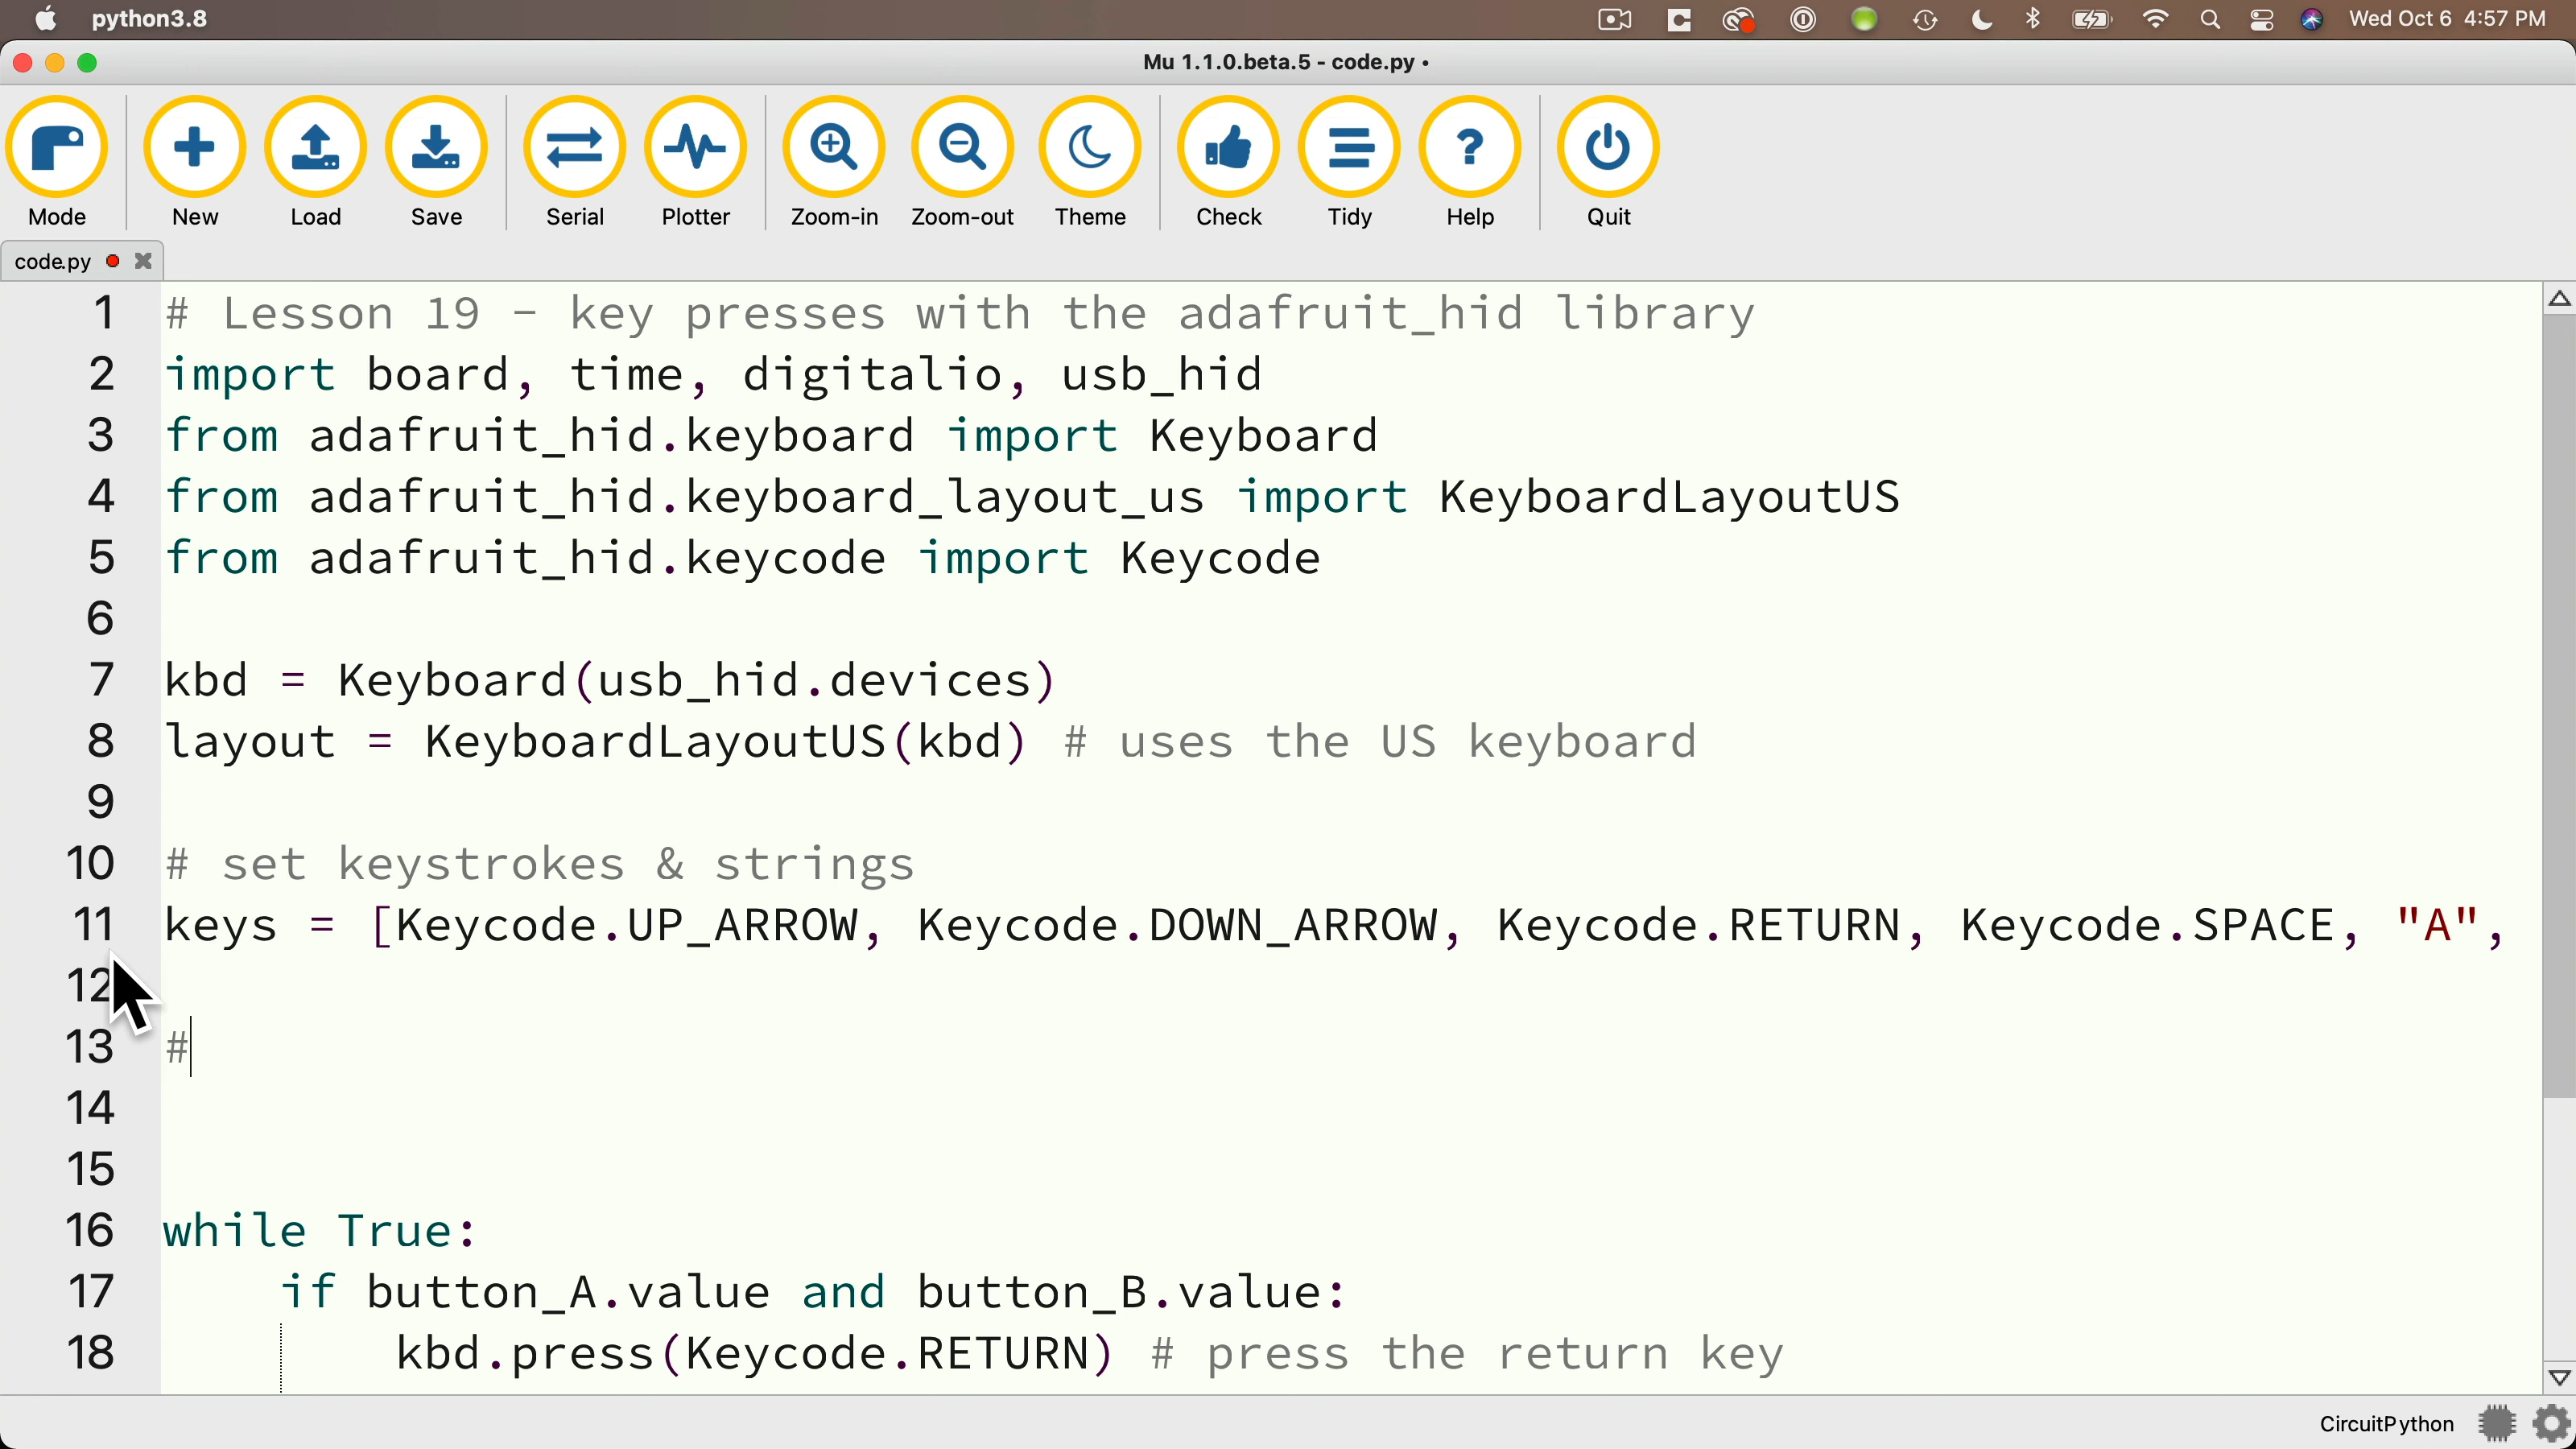 python3.8
Wed Oct 6 4:57 PM
Mu 1.1.0.beta.5 - code.py •
Mode
New
Load
Save
Serial
Plotter
Zoom-in
Zoom-out
Theme
Check
Tidy
Help
Quit
code.py
1 # Lesson 19 - key presses with the adafruit_hid library
2 import board, time, digitalio, usb_hid
3 from adafruit_hid.keyboard import Keyboard
4 from adafruit_hid.keyboard_layout_us import KeyboardLayoutUS
5 from adafruit_hid.keycode import Keycode
6
7 kbd = Keyboard(usb_hid.devices)
8 layout = KeyboardLayoutUS(kbd) # uses the US keyboard
9
10 # set keystrokes & strings
11 keys = [Keycode.UP_ARROW, Keycode.DOWN_ARROW, Keycode.RETURN, Keycode.SPACE, "A",
12
13 #
14
15
16 while True:
17     if button_A.value and button_B.value:
18         kbd.press(Keycode.RETURN) # press the return key
CircuitPython